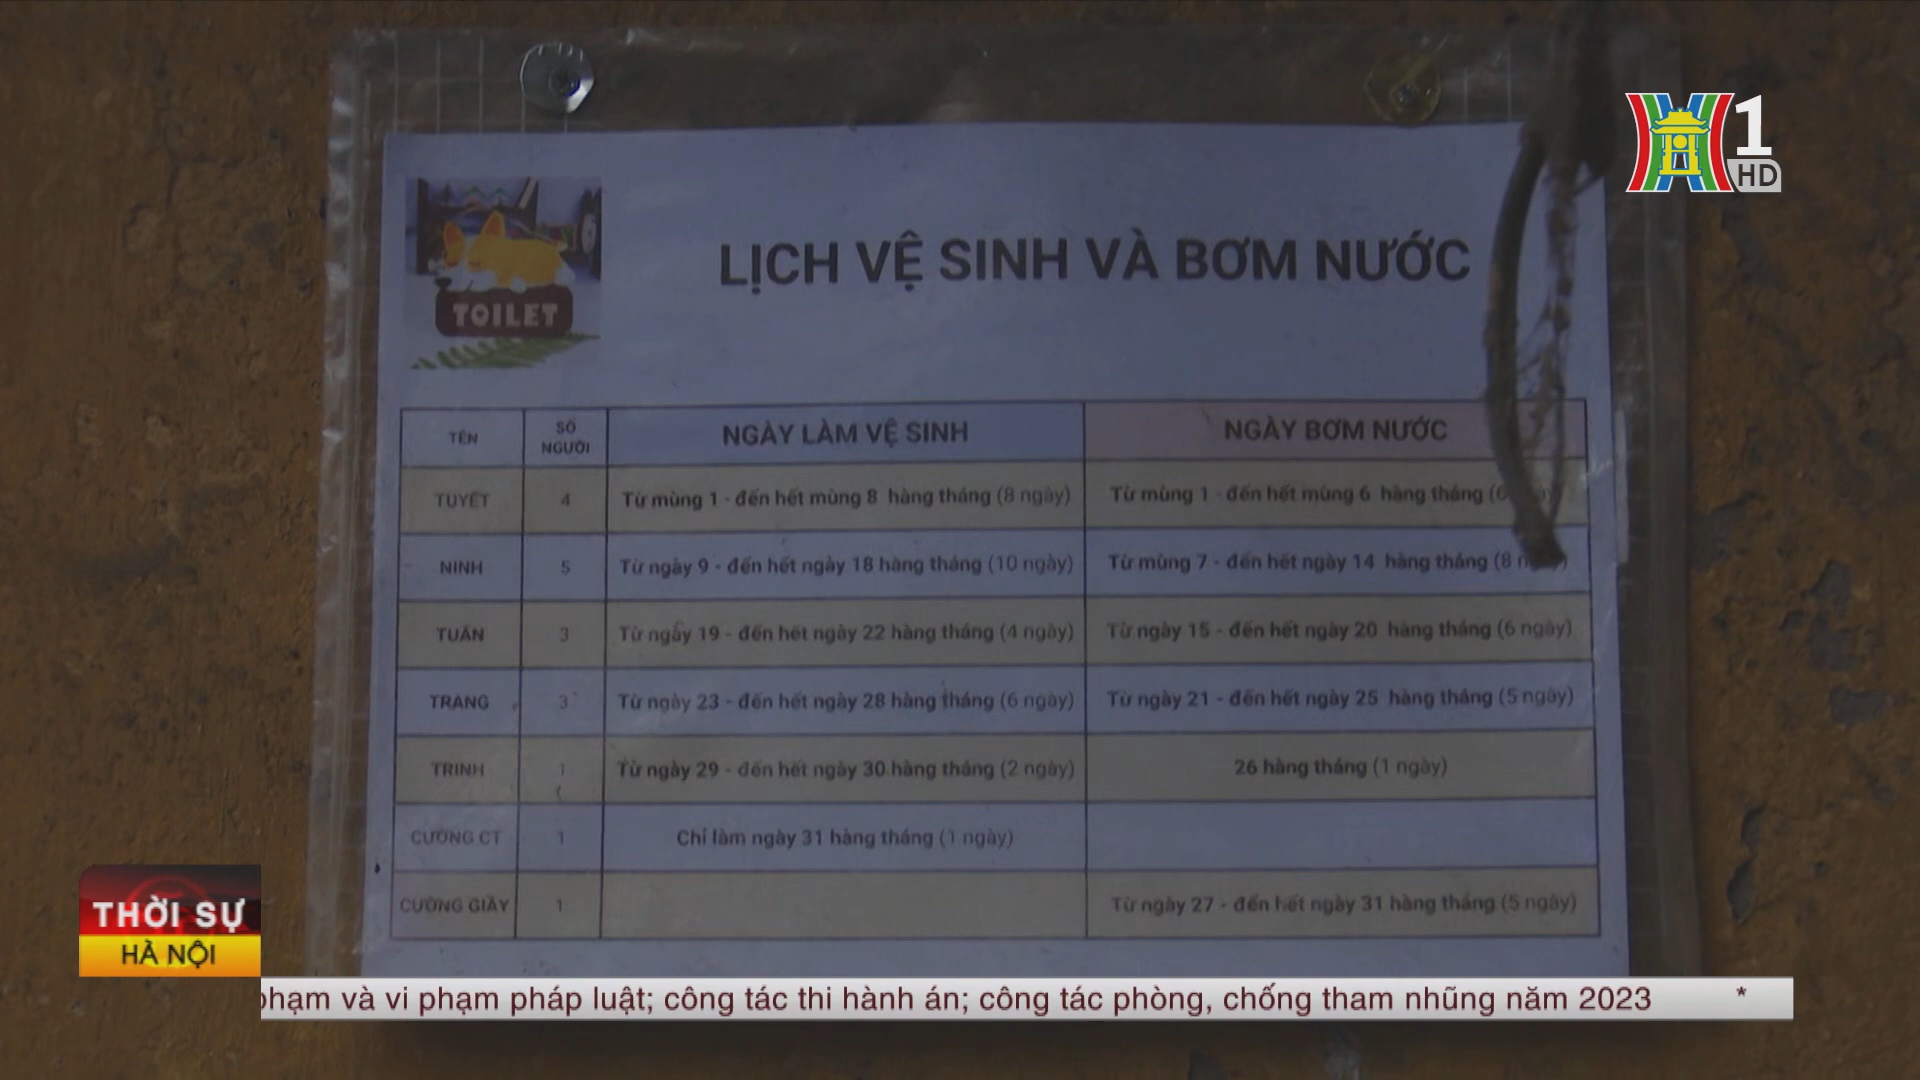 1
HD
TOILET
LỊCH VỆ SINH VÀ BƠM NƯỚC
TÊN SỐ NGƯỜI NGÀY LÀM VỆ SINH NGÀY BƠM NƯỚC
TUYẾT 4 Từ mùng 1 - đến hết mùng 8 hàng tháng (8 ngày) Từ mùng 1 - đến hết mùng 6 hàng tháng
NINH 5 Từ ngày 9 - đến hết ngày 18 hàng tháng (10 ngày) Từ mùng 7 - đến hết ngày 14 hàng tháng (8
TUẤN 3 Từ ngày 19 - đến hết ngày 22 hàng tháng (4 ngày) Từ ngày 15 - đến hết ngày 20 hàng tháng (6 ngày)
TRANG 3 Từ ngày 23 - đến hết ngày 28 hàng tháng (6 ngày) Từ ngày 21 - đến hết ngày 25 hàng tháng (5 ngày)
TRINH 1 Từ ngày 29 - đến hết ngày 30 hàng tháng (2 ngày) 26 hàng tháng (1 ngày)
CƯỜNG CT 1 Chỉ làm ngày 31 hàng tháng (1 ngày)
CƯỜNG GIẦY 1 Từ ngày 27 - đến hết ngày 31 hàng tháng (5 ngày)
THỜI SỰ
HÀ NỘI
phạm và vi phạm pháp luật; công tác thi hành án; công tác phòng, chống tham nhũng năm 2023 *